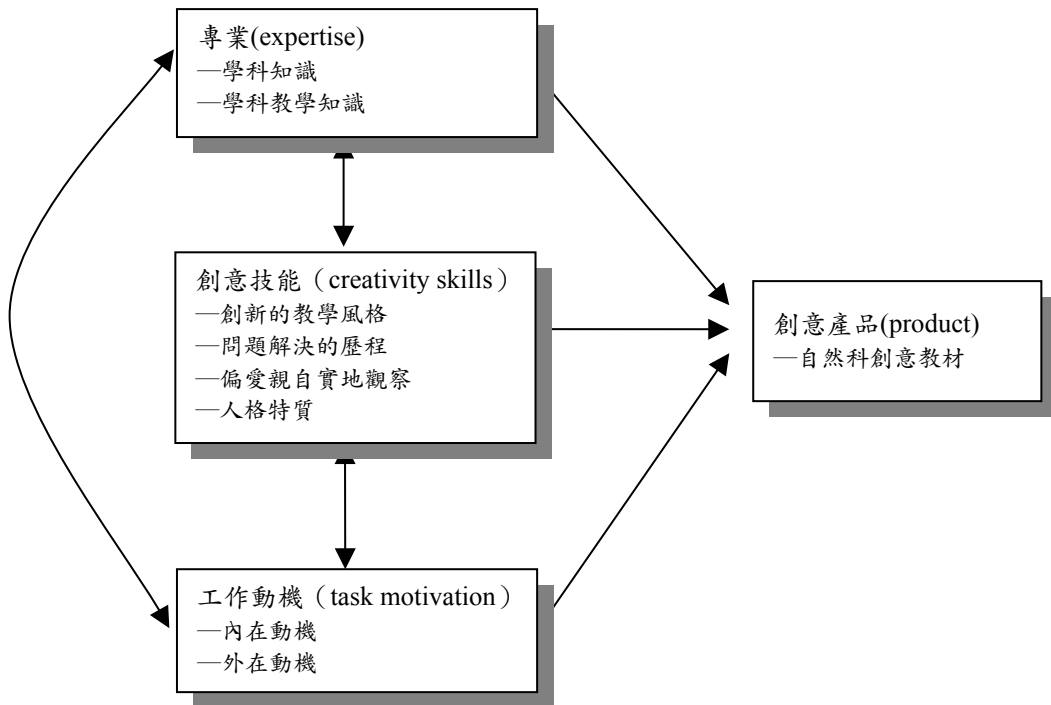 專業(expertise)
—學科知識
—學科教學知識
創意技能（creativity skills）
—創新的教學風格
—問題解決的歷程
—偏愛親自實地觀察
—人格特質
創意產品(product)
—自然科創意教材
工作動機（task motivation）
—內在動機
—外在動機